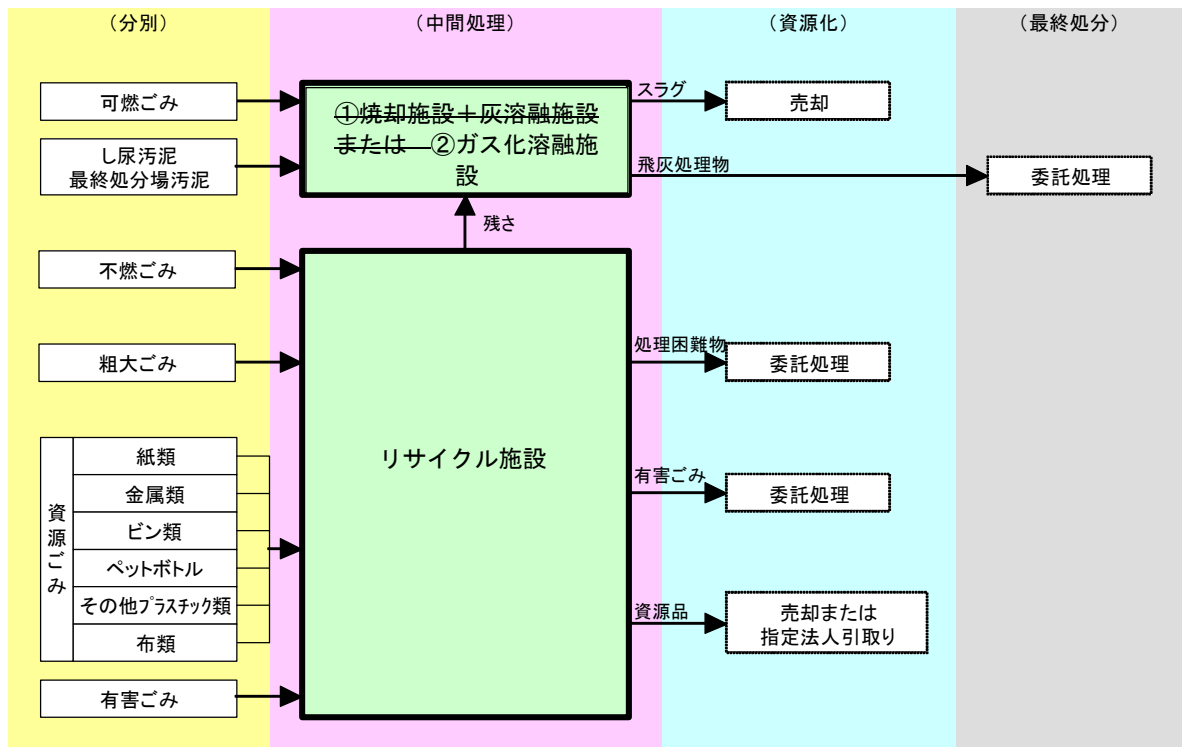 （分別）
（中間処理）
（資源化）
（最終処分）
可燃ごみ
し尿汚泥
最終処分場汚泥
①焼却施設＋灰溶融施設
または　②ガス化溶融施
設
スラグ
売却
飛灰処理物
委託処理
残さ
不燃ごみ
粗大ごみ
資源ごみ
紙類
金属類
ビン類
ペットボトル
その他プラスチック類
布類
有害ごみ
リサイクル施設
処理困難物
委託処理
有害ごみ
委託処理
資源品
売却または
指定法人引取り